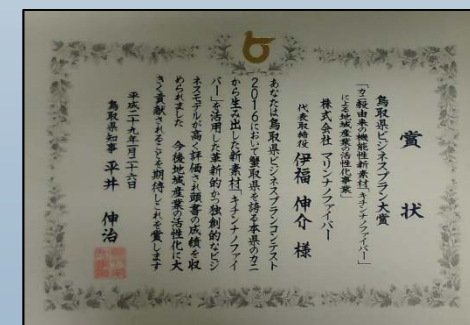 賞状
鳥取県ビジネスプラン大賞
「カニ殻由来の機能性新素材「キチンナノファイバー」
による地域産業の活性化事業」
株式会社 マリンナノファイバー
代表取締役 伊福 伸介 様
あなたは鳥取県ビジネスプランコンテスト
2016において蟹取県を誇る本県のカニ
から生み出した新素材「キチンナノファイ
バー」を活用した革新的かつ独創的なビジ
ネスモデルが高く評価され頭書の成績を収
められました 今後地域産業の活性化に大
きく貢献されることを期待しこれを賞します
平成二十九年一月二十六日
鳥取県知事 平井 伸治